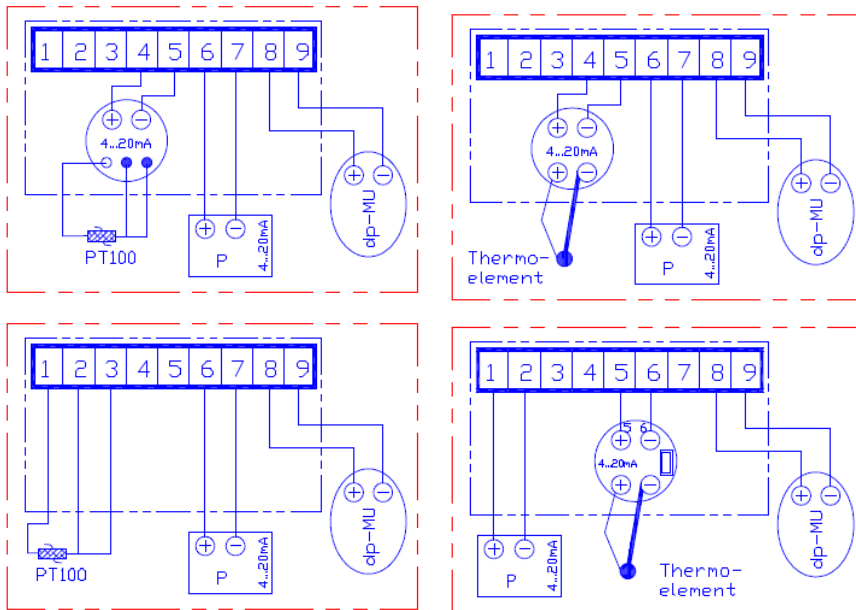 1 2 3 4 5 6 7 8 9
+ −
4...20mA
+ −
dp-MU
+ −
P
4...20mA
PT100
1 2 3 4 5 6 7 8 9
+ −
4...20mA
+ −
+ −
dp-MU
+ −
P
4...20mA
Thermo-
element
1 2 3 4 5 6 7 8 9
+ −
dp-MU
+ −
P
4...20mA
PT100
1 2 3 4 5 6 7 8 9
5 6
+ −
4...20mA
+ −
+ −
dp-MU
+ −
P
4...20mA
Thermo-
element